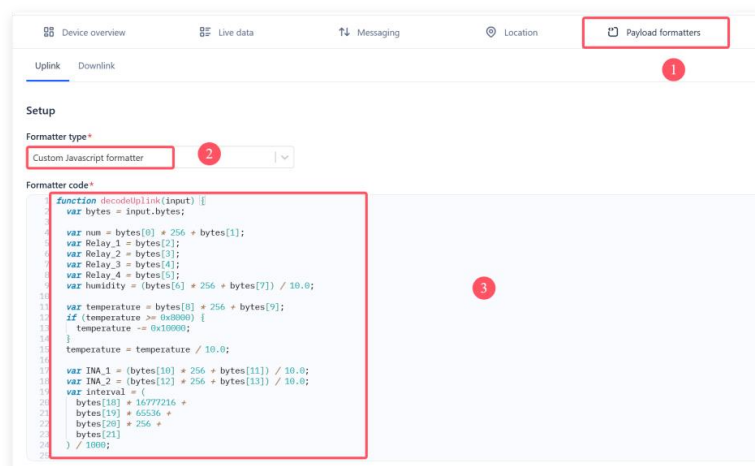 Device overview
Live data
Messaging
Location
Payload formatters
1
Uplink
Downlink
Setup
Formatter type*
Custom Javascript formatter
2
Formatter code*
1 function decodeUplink(input) {
2 var bytes = input.bytes;
3
4 var num = bytes[0] * 256 + bytes[1];
5 var Relay_1 = bytes[2];
6 var Relay_2 = bytes[3];
7 var Relay_3 = bytes[4];
8 var Relay_4 = bytes[5];
9 var humidity = (bytes[6] * 256 + bytes[7]) / 10.0;
3
10
11 var temperature = bytes[8] * 256 + bytes[9];
12 if (temperature >= 0x8000) {
13 temperature -= 0x10000;
14 }
15 temperature = temperature / 10.0;
16
17 var INA_1 = (bytes[10] * 256 + bytes[11]) / 10.0;
18 var INA_2 = (bytes[12] * 256 + bytes[13]) / 10.0;
19 var interval = (
20 bytes[18] * 16777216 +
21 bytes[19] * 65536 +
22 bytes[20] * 256 +
23 bytes[21]
24 ) / 1000;
25